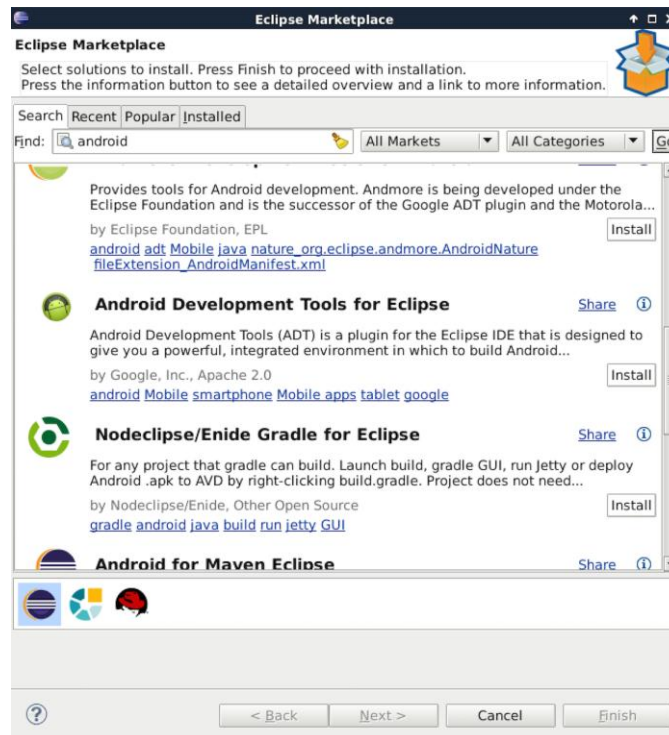 Eclipse Marketplace
Eclipse Marketplace
Select solutions to install. Press Finish to proceed with installation.
Press the information button to see a detailed overview and a link to more information.
Search Recent Popular Installed
Find: android All Markets All Categories Go
Share
Provides tools for Android development. Andmore is being developed under the
Eclipse Foundation and is the successor of the Google ADT plugin and the Motorola...
by Eclipse Foundation, EPL Install
android adt Mobile java nature_org.eclipse.andmore.AndroidNature
fileExtension_AndroidManifest.xml
Android Development Tools for Eclipse Share
Android Development Tools (ADT) is a plugin for the Eclipse IDE that is designed to
give you a powerful, integrated environment in which to build Android...
by Google, Inc., Apache 2.0 Install
android Mobile smartphone Mobile apps tablet google
Nodeclipse/Enide Gradle for Eclipse Share
For any project that gradle can build. Launch build, gradle GUI, run Jetty or deploy
Android .apk to AVD by right-clicking build.gradle. Project does not need...
by Nodeclipse/Enide, Other Open Source Install
gradle android java build run jetty GUI
Android for Maven Eclipse Share
? < Back Next > Cancel Finish